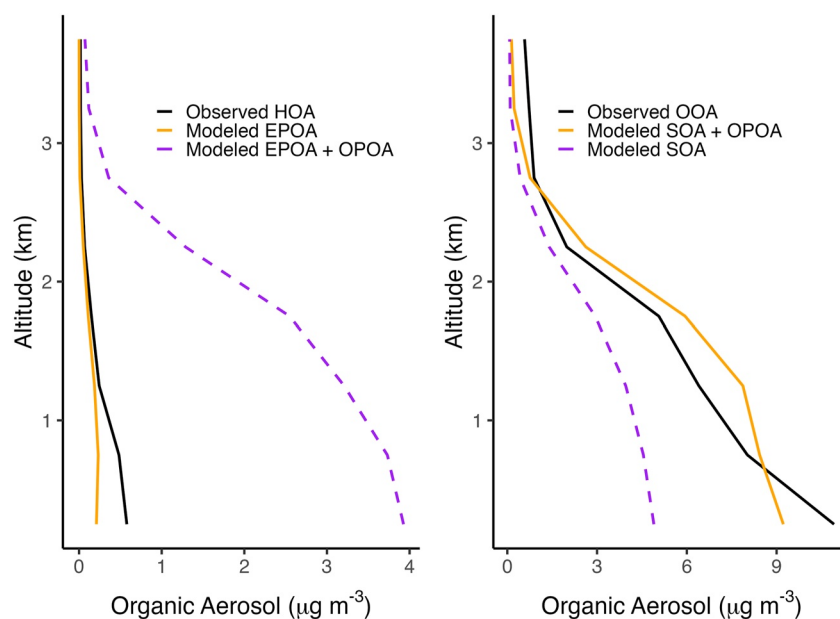 Observed HOA
Modeled EPOA
Modeled EPOA + OPOA
3
2
1
Altitude (km)
0 1 2 3 4
Organic Aerosol (μg m⁻³)
Observed OOA
Modeled SOA + OPOA
Modeled SOA
3
2
1
Altitude (km)
0 3 6 9
Organic Aerosol (μg m⁻³)